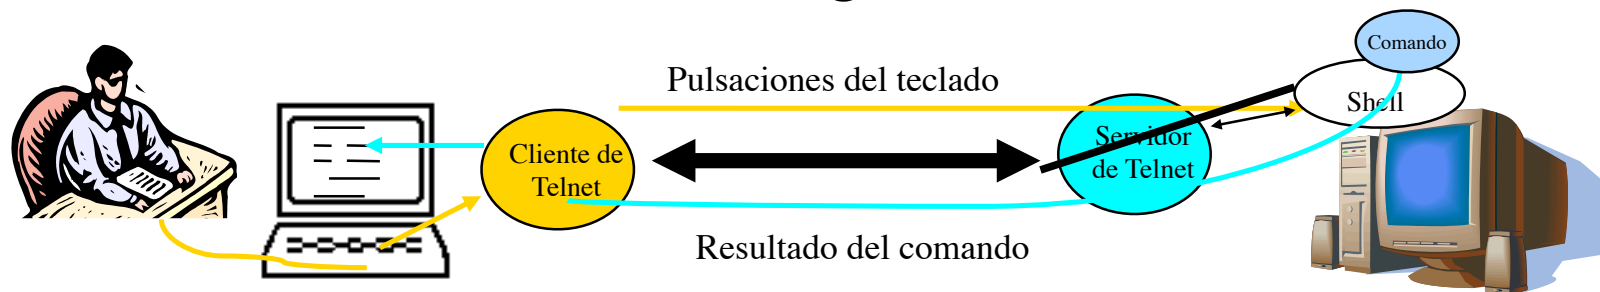 Comando
Pulsaciones del teclado
Shell
Servidor
de Telnet
Cliente de
Telnet
Resultado del comando